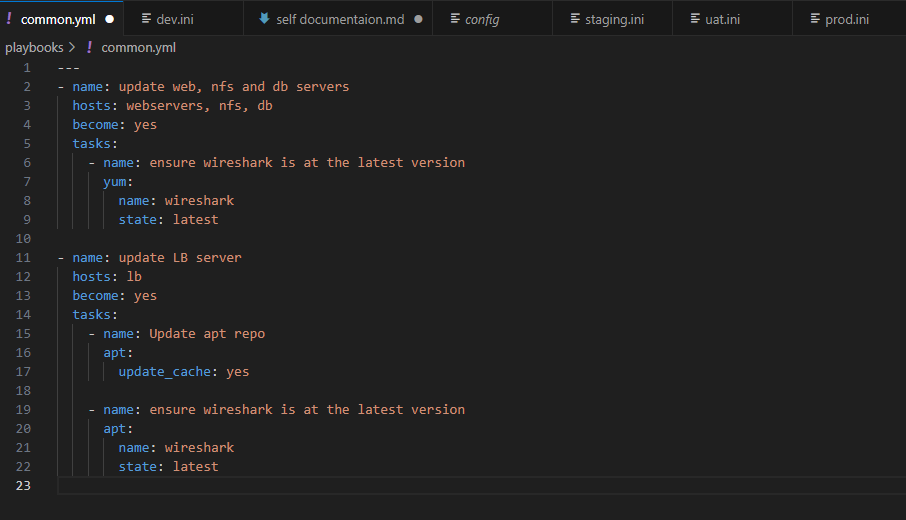 ! common.yml ● dev.ini self documentaion.md ● config staging.ini uat.ini prod.ini
playbooks > ! common.yml
1 ---
2 - name: update web, nfs and db servers
3 hosts: webservers, nfs, db
4 become: yes
5 tasks:
6 - name: ensure wireshark is at the latest version
7 yum:
8 name: wireshark
9 state: latest
10
11 - name: update LB server
12 hosts: lb
13 become: yes
14 tasks:
15 - name: Update apt repo
16 apt:
17 update_cache: yes
18
19 - name: ensure wireshark is at the latest version
20 apt:
21 name: wireshark
22 state: latest
23